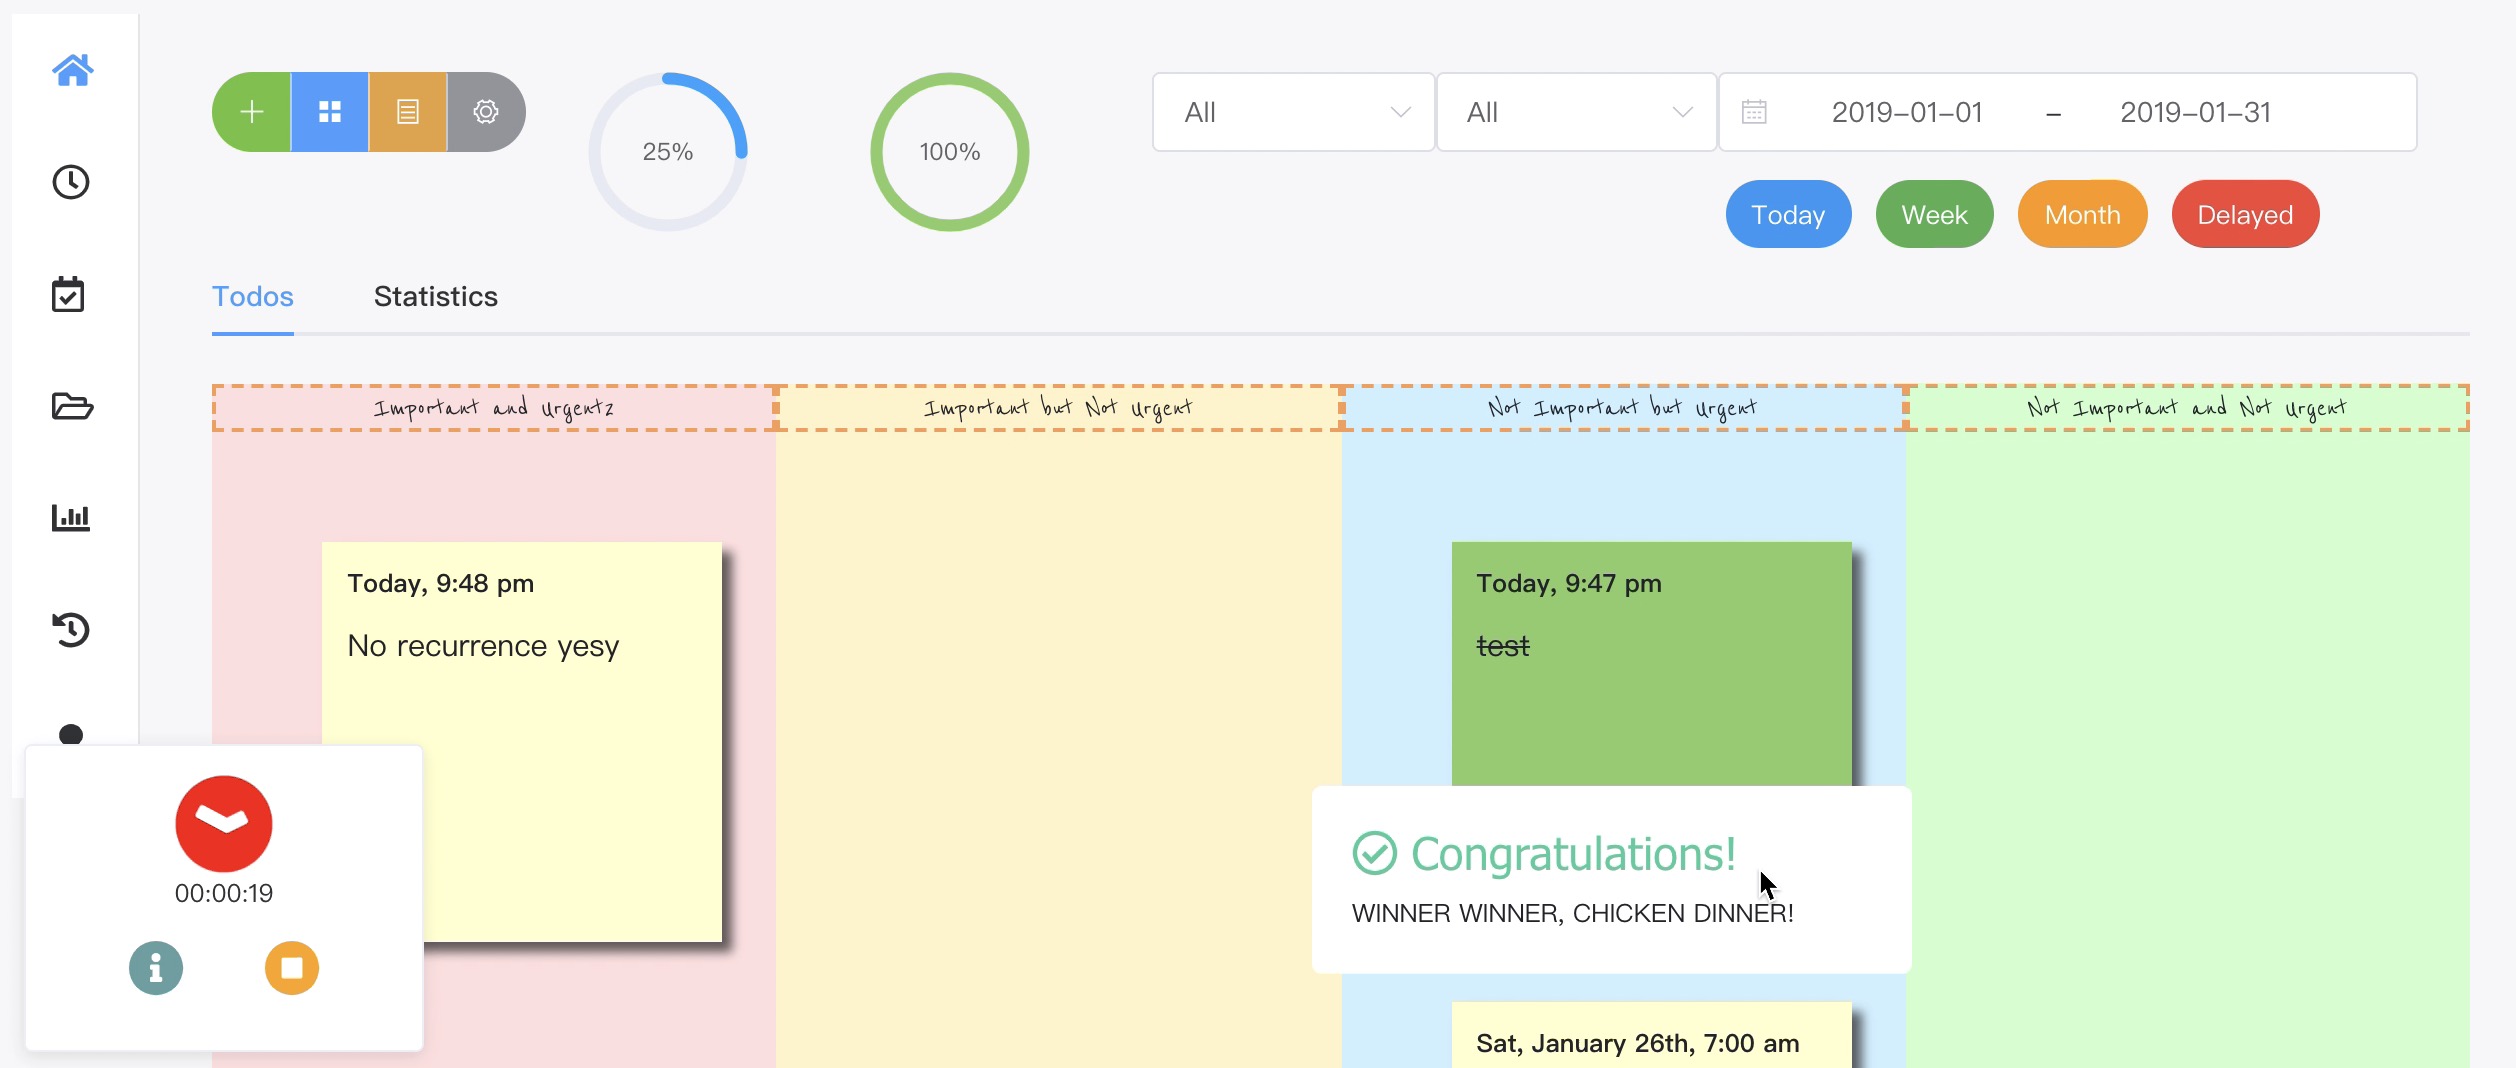 25%
100%
All
All
2019-01-01 - 2019-01-31
Today
Week
Month
Delayed
Todos
Statistics
Important and Urgentz
Important but Not Urgent
Not Important but Urgent
Not Important and Not Urgent
Today, 9:48 pm
No recurrence yesy
Today, 9:47 pm
test
00:00:19
Congratulations!
WINNER WINNER, CHICKEN DINNER!
Sat, January 26th, 7:00 am